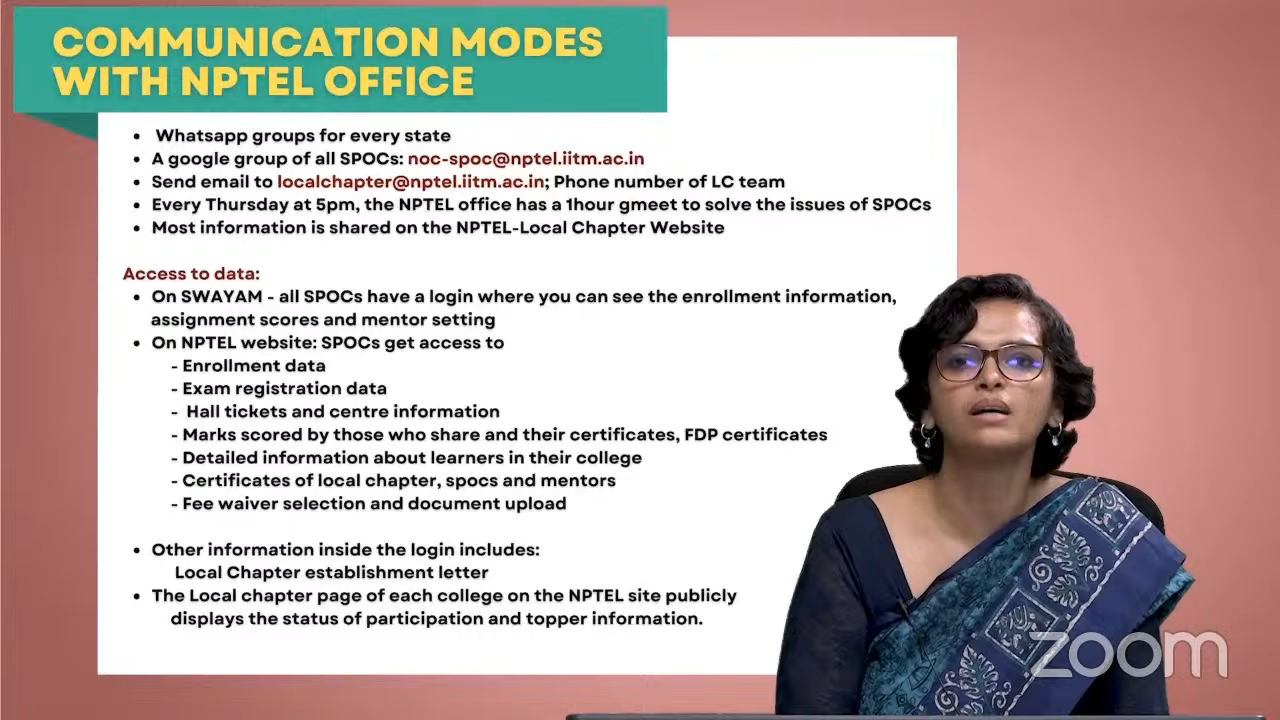 COMMUNICATION MODES
WITH NPTEL OFFICE
• Whatsapp groups for every state
• A google group of all SPOCs: noc-spoc@nptel.iitm.ac.in
• Send email to localchapter@nptel.iitm.ac.in; Phone number of LC team
• Every Thursday at 5pm, the NPTEL office has a 1hour gmeet to solve the issues of SPOCs
• Most information is shared on the NPTEL-Local Chapter Website
Access to data:
• On SWAYAM - all SPOCs have a login where you can see the enrollment information,
assignment scores and mentor setting
• On NPTEL website: SPOCs get access to
- Enrollment data
- Exam registration data
- Hall tickets and centre information
- Marks scored by those who share and their certificates, FDP certificates
- Detailed information about learners in their college
- Certificates of local chapter, spocs and mentors
- Fee waiver selection and document upload
• Other information inside the login includes:
Local Chapter establishment letter
• The Local chapter page of each college on the NPTEL site publicly
displays the status of participation and topper information.
zoom